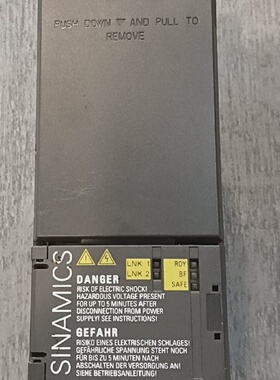 PUSH DOWN ▽ AND PULL TO
REMOVE
SINAMICS
LNK 1
LNK 2
RDY
BF
SAFE
DANGER
RISK OF ELECTRIC SHOCK!
HAZARDOUS VOLTAGE PRESENT
FOR UP TO 5 MINUTES AFTER
DISCONNECTION FROM POWER
SUPPLY! SEE INSTRUCTIONS!
GEFAHR
RISIKO EINES ELEKTRISCHEN SCHLAGES!
GEFÄHRLICHE SPANNUNG STEHT NOCH
FÜR BIS ZU 5 MINUTEN NACH
ABSCHALTEN DER VERSORGUNG AN!
SIEHE BETRIEBSANLEITUNG!